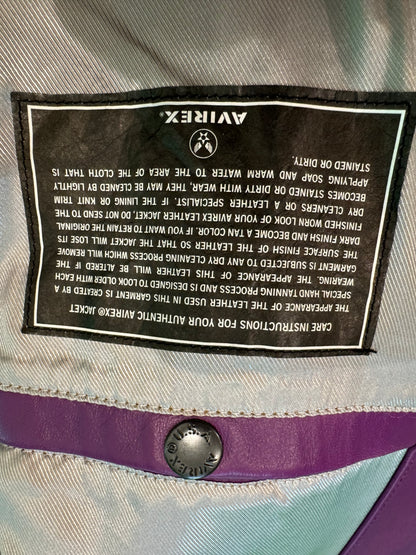 CARE INSTRUCTIONS FOR YOUR AUTHENTIC AVIREX® JACKET
THE APPEARANCE OF THE LEATHER USED IN THIS GARMENT IS CREATED BY A
SPECIAL HAND TANNING PROCESS AND IS DESIGNED TO LOOK OLDER WITH EACH
WEARING. THE APPEARANCE OF THIS LEATHER WILL BE ALTERED IF THE
GARMENT IS SUBJECTED TO ANY DRY CLEANING PROCESS WHICH WILL REMOVE
THE SURFACE FINISH OF THE LEATHER SO THAT THE JACKET WILL LOSE ITS
DARK FINISH AND BECOME A TAN COLOR. IF YOU WANT TO RETAIN THE ORIGINAL
FINISHED WORN LOOK OF YOUR AVIREX LEATHER JACKET, DO NOT SEND TO THE
DRY CLEANERS OR A LEATHER SPECIALIST. IF THE LINING OR KNIT TRIM
BECOMES STAINED OR DIRTY WITH WEAR, THEY MAY BE CEANED BY LIGHTLY
APPLYING SOAP AND WARM WATER TO THE AREA OF THE CLOTH THAT IS
STAINED OR DIRTY.
AVIREX®
AVIREX® U.S.A.